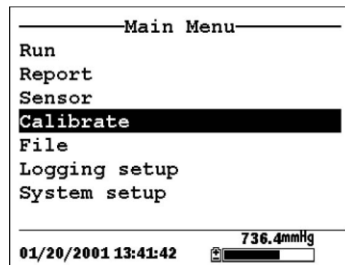 Main Menu
Run
Report
Sensor
Calibrate
File
Logging setup
System setup
736.4mmHg
01/20/2001 13:41:42